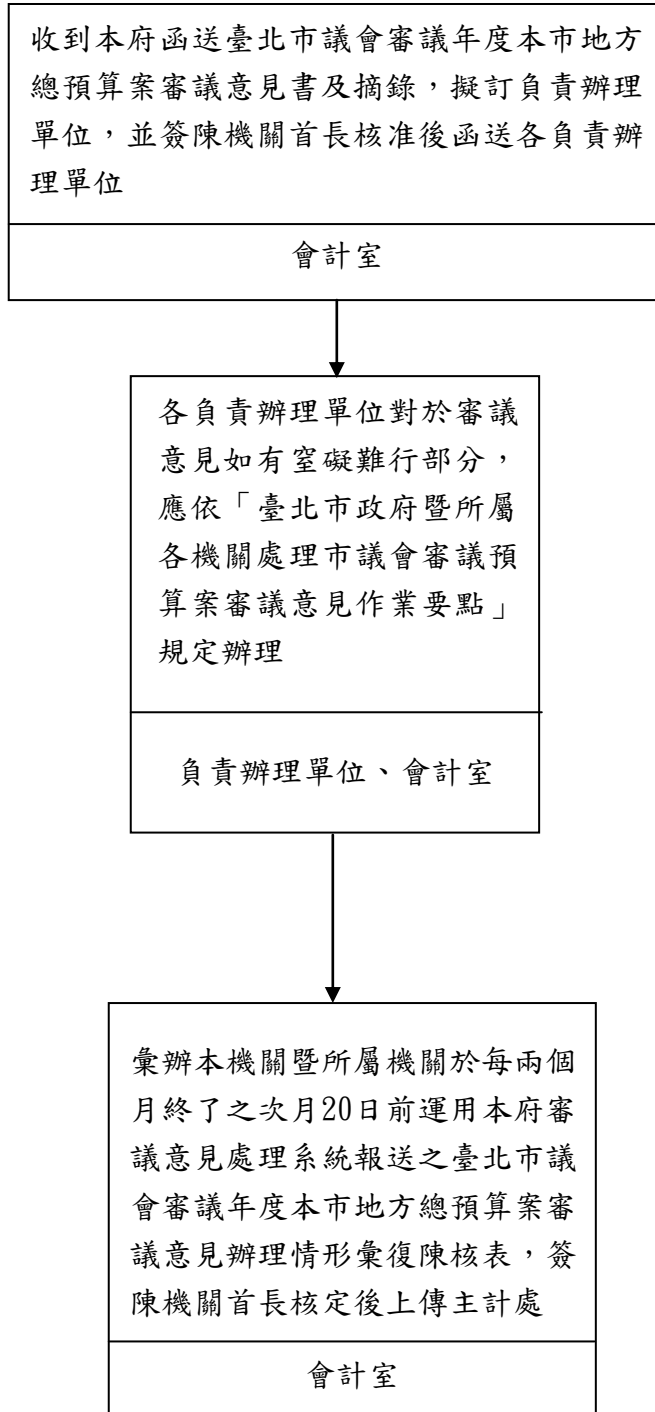 收到本府函送臺北市議會審議年度本市地方
總預算案審議意見書及摘錄，擬訂負責辦理
單位，並簽陳機關首長核准後函送各負責辦
理單位
會計室
各負責辦理單位對於審議
意見如有窒礙難行部分，
應依「臺北市政府暨所屬
各機關處理市議會審議預
算案審議意見作業要點」
規定辦理
負責辦理單位、會計室
彙辦本機關暨所屬機關於每兩個
月終了之次月20日前運用本府審
議意見處理系統報送之臺北市議
會審議年度本市地方總預算案審
議意見辦理情形彙復陳核表，簽
陳機關首長核定後上傳主計處
會計室